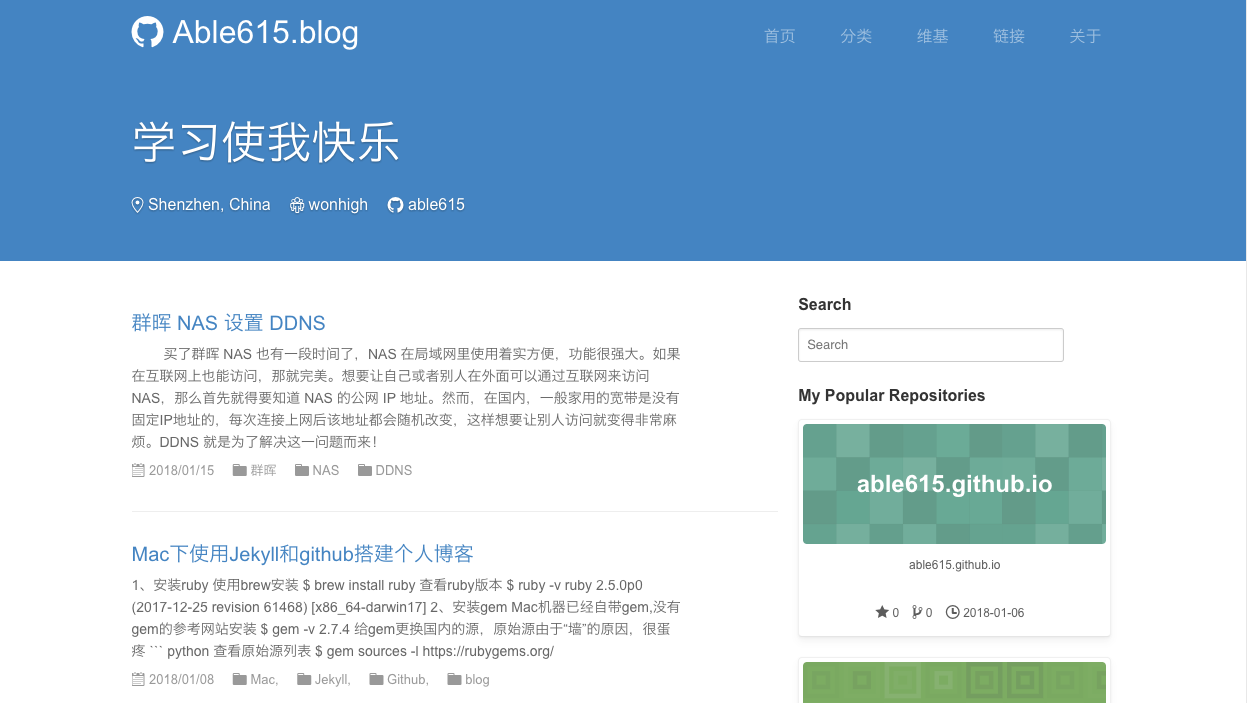 Able615.blog
首页 分类 维基 链接 关于
学习使我快乐
Shenzhen, China wonhigh able615
群晖 NAS 设置 DDNS
买了群晖 NAS 也有一段时间了，NAS 在局域网里使用着实方便，功能很强大。如果
在互联网上也能访问，那就完美。想要让自己或者别人在外面可以通过互联网来访问
NAS，那么首先就得要知道 NAS 的公网 IP 地址。然而，在国内，一般家用的宽带是没有
固定IP地址的，每次连接上网后该地址都会随机改变，这样想要让别人访问就变得非常麻
烦。DDNS 就是为了解决这一问题而来！
2018/01/15 群晖 NAS DDNS
Mac下使用Jekyll和github搭建个人博客
1、安装ruby 使用brew安装 $ brew install ruby 查看ruby版本 $ ruby -v ruby 2.5.0p0
(2017-12-25 revision 61468) [x86_64-darwin17] 2、安装gem Mac机器已经自带gem,没有
gem的参考网站安装 $ gem -v 2.7.4 给gem更换国内的源，原始源由于“墙”的原因，很蛋
疼 ``` python 查看原始源列表 $ gem sources -l https://rubygems.org/
2018/01/08 Mac, Jekyll, Github, blog
Search
Search
My Popular Repositories
able615.github.io
able615.github.io
0 0 2018-01-06